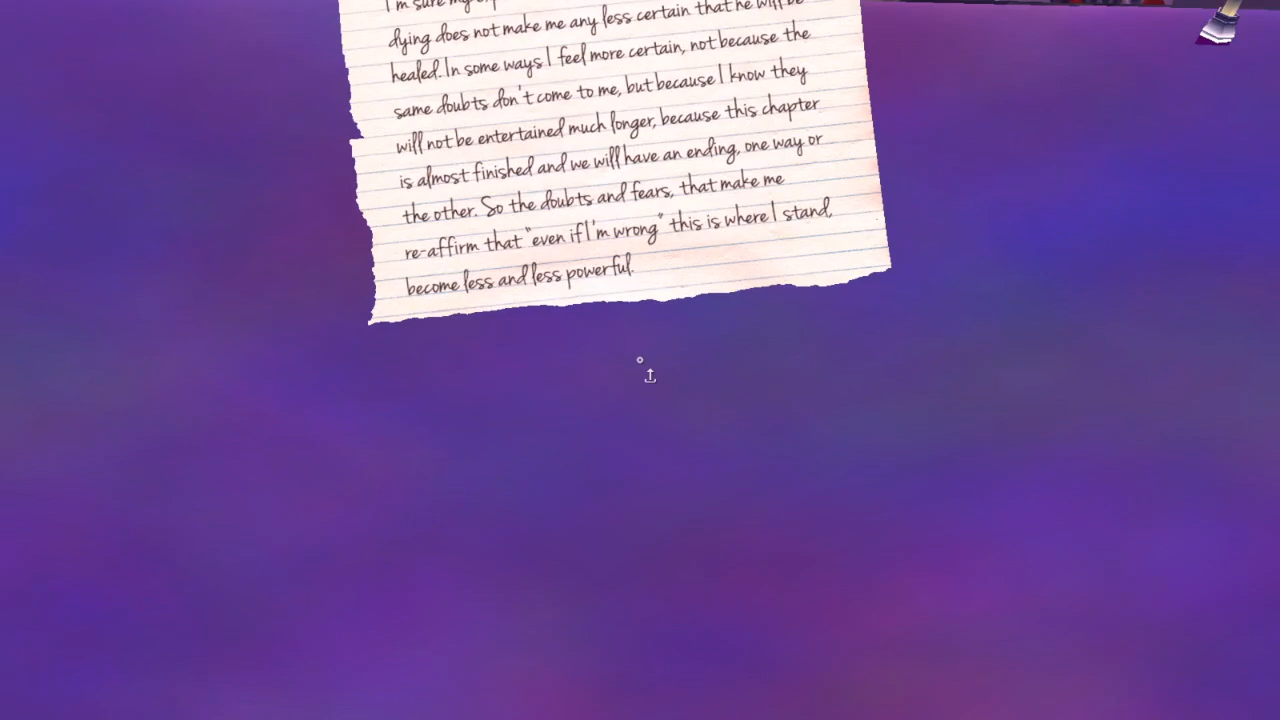 I'm sure my
dying does not make me any less certain that he will be
healed. In some ways I feel more certain, not because the
same doubts don't come to me, but because I know they
will not be entertained much longer, because this chapter
is almost finished and we will have an ending, one way or
the other. So the doubts and fears, that make me
re-affirm that "even if I'm wrong" this is where I stand,
become less and less powerful.